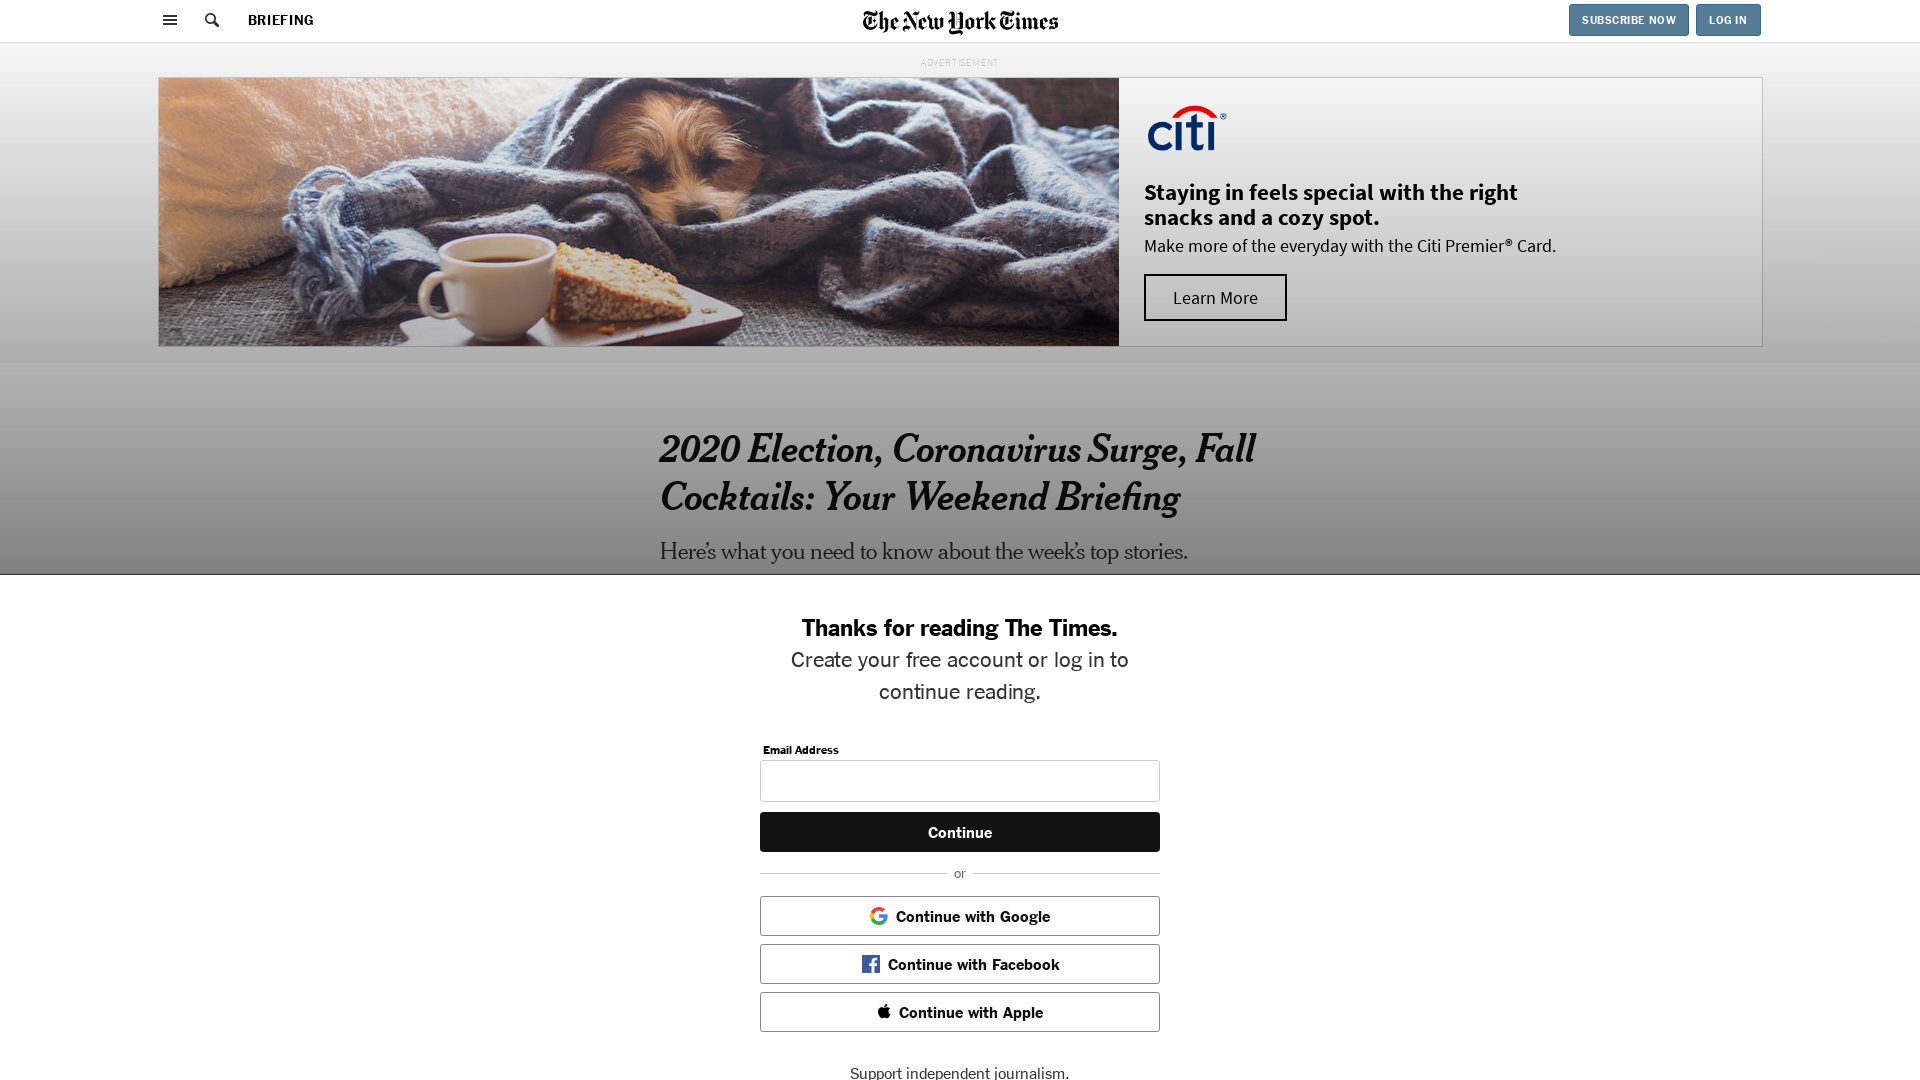 BRIEFING
The New York Times
SUBSCRIBE NOW
LOG IN
ADVERTISEMENT
citi®
Staying in feels special with the right
snacks and a cozy spot.
Make more of the everyday with the Citi Premier® Card.
Learn More
2020 Election, Coronavirus Surge, Fall
Cocktails: Your Weekend Briefing
Here’s what you need to know about the week’s top stories.
Thanks for reading The Times.
Create your free account or log in to
continue reading.
Email Address
Continue
or
Continue with Google
Continue with Facebook
Continue with Apple
Support independent journalism.